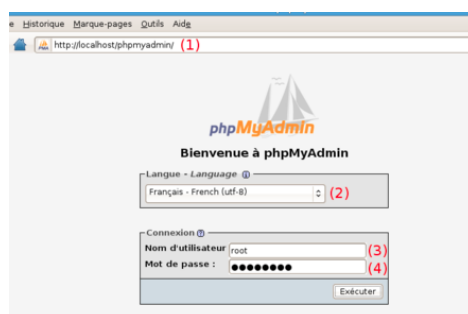 e Historique Marque-pages Outils Aide
http://localhost/phpmyadmin/ (1)
phpMyAdmin
Bienvenue à phpMyAdmin
Langue - Language
Français - French (utf-8) (2)
Connexion
Nom d'utilisateur root (3)
Mot de passe : ●●●●●●●● (4)
Exécuter